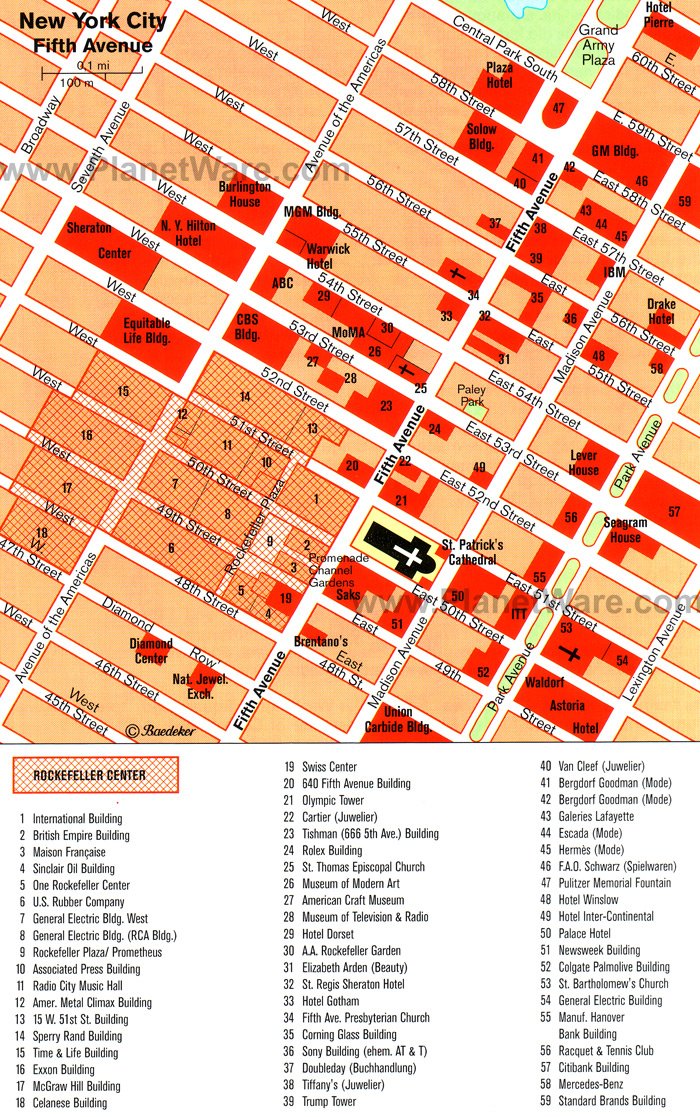 New York City
Fifth Avenue
0.1 mi
100 m
Broadway
Seventh Avenue
Avenue of the Americas
West
West
West
West
West
West
West
West
West
West
West
Central Park South
58th Street
57th Street
56th Street
55th Street
54th Street
53rd Street
52nd Street
51st Street
50th Street
49th Street
48th Street
47th Street
46th Street
45th Street
W.
West
Hotel
Pierre
Grand
Army
Plaza
E.
60th Street
E. 59th Street
East 58th Street
East 57th Street
East
56th Street
East
55th Street
East 54th Street
East 53rd Street
East 52nd Street
East 51st Street
East 50th Street
East
49th
Street
East
48th St.
Plaza
Hotel
47
Solow
Bldg.
41
40
42
GM Bldg.
46
59
43
44
45
Fifth Avenue
37
38
39
IBM
www.PlanetWare.com
Burlington
House
MGM Bldg.
Sheraton
Center
N. Y. Hilton
Hotel
Warwick
Hotel
ABC
29
34
33
32
35
36
31
Madison Avenue
Drake
Hotel
48
58
Equitable
Life Bldg.
CBS
Bldg.
MoMA
30
26
27
28
25
23
Paley
Park
24
Fifth Avenue
Park Avenue
15
14
12
13
16
11
10
20
22
21
49
Lever
House
56
57
17
7
8
1
18
6
9
2
3
5
4
19
Rockefeller Plaza
Promenade
Channel
Gardens
Saks
St. Patrick's
Cathedral
Seagram
House
www.PlanetWare.com
55
50
51
ITT
53
54
52
Avenue of the Americas
Diamond
Row
Diamond
Center
Nat. Jewel.
Exch.
Brentano's
Fifth Avenue
Madison Avenue
Park Avenue
Lexington Avenue
Waldorf
Astoria
Hotel
Union
Carbide Bldg.
© Baedeker
ROCKEFELLER CENTER
1 International Building
2 British Empire Building
3 Maison Française
4 Sinclair Oil Building
5 One Rockefeller Center
6 U.S. Rubber Company
7 General Electric Bldg. West
8 General Electric Bldg. (RCA Bldg.)
9 Rockefeller Plaza/ Prometheus
10 Associated Press Building
11 Radio City Music Hall
12 Amer. Metal Climax Building
13 15 W. 51st St. Building
14 Sperry Rand Building
15 Time & Life Building
16 Exxon Building
17 McGraw Hill Building
18 Celanese Building
19 Swiss Center
20 640 Fifth Avenue Building
21 Olympic Tower
22 Cartier (Juwelier)
23 Tishman (666 5th Ave.) Building
24 Rolex Building
25 St. Thomas Episcopal Church
26 Museum of Modern Art
27 American Craft Museum
28 Museum of Television & Radio
29 Hotel Dorset
30 A.A. Rockefeller Garden
31 Elizabeth Arden (Beauty)
32 St. Regis Sheraton Hotel
33 Hotel Gotham
34 Fifth Ave. Presbyterian Church
35 Corning Glass Building
36 Sony Building (ehem. AT & T)
37 Doubleday (Buchhandlung)
38 Tiffany's (Juwelier)
39 Trump Tower
40 Van Cleef (Juwelier)
41 Bergdorf Goodman (Mode)
42 Bergdorf Goodman (Mode)
43 Galeries Lafayette
44 Escada (Mode)
45 Hermès (Mode)
46 F.A.O. Schwarz (Spielwaren)
47 Pulitzer Memorial Fountain
48 Hotel Winslow
49 Hotel Inter-Continental
50 Palace Hotel
51 Newsweek Building
52 Colgate Palmolive Building
53 St. Bartholomew's Church
54 General Electric Building
55 Manuf. Hanover
Bank Building
56 Racquet & Tennis Club
57 Citibank Building
58 Mercedes-Benz
59 Standard Brands Building